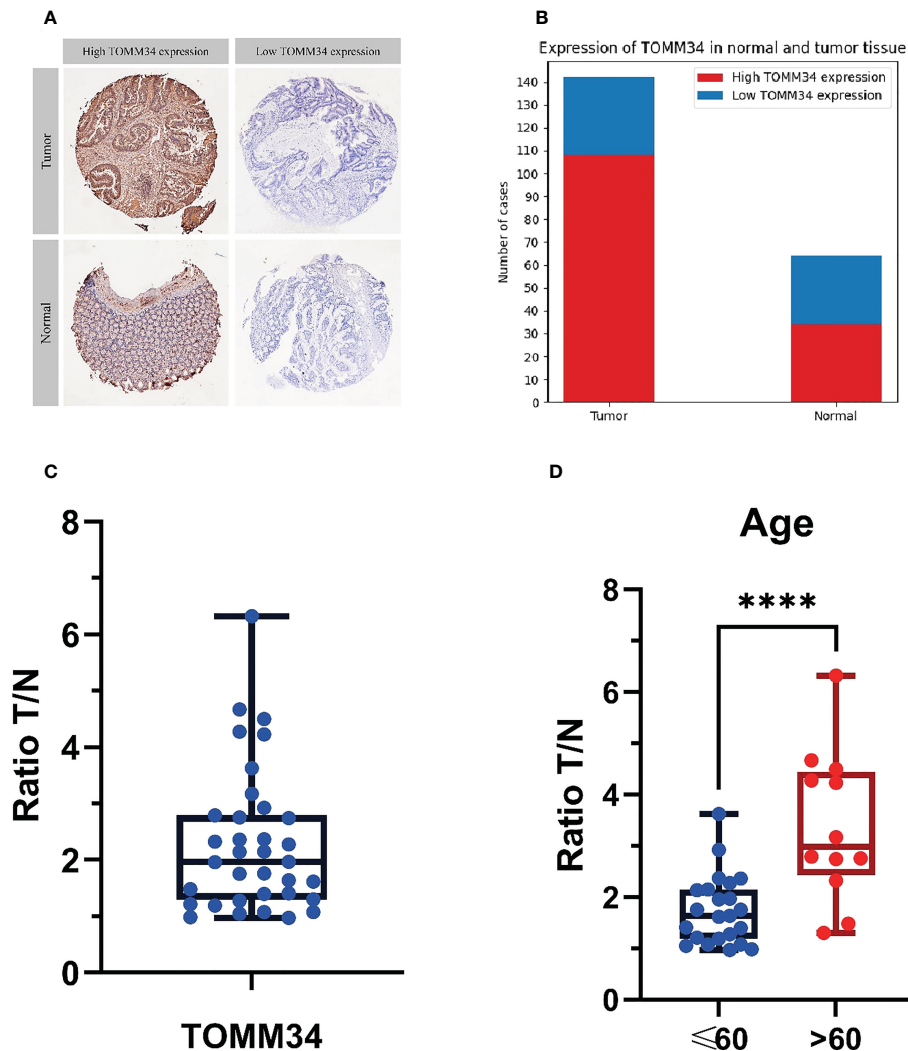 A
High TOMM34 expression
Low TOMM34 expression
Tumor
Normal
B
Expression of TOMM34 in normal and tumor tissue
High TOMM34 expression
Low TOMM34 expression
Number of cases
140
130
120
110
100
90
80
70
60
50
40
30
20
10
0
Tumor
Normal
C
Ratio T/N
8
6
4
2
0
TOMM34
D
Age
****
Ratio T/N
8
6
4
2
0
⩽60
>60